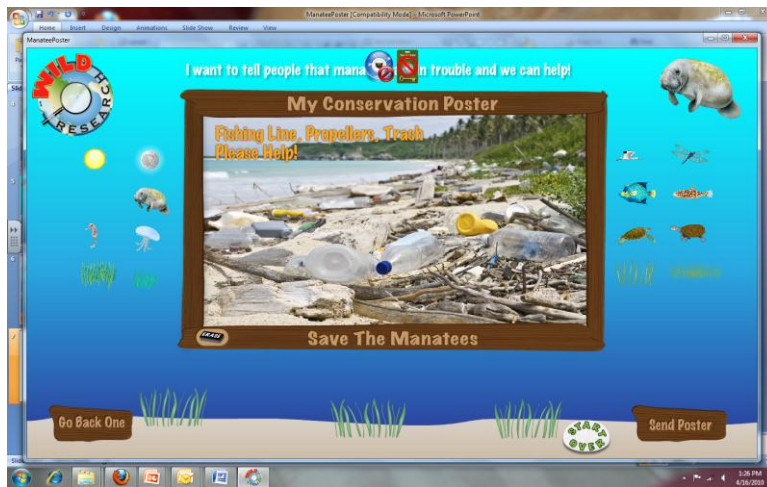 ManateePoster [Compatibility Mode] - Microsoft PowerPoint
Home Insert Design Animations Slide Show Review View
ManateePoster
WILD
RESEARCH
I want to tell people that mana n trouble and we can help!
My Conservation Poster
Fishing Line, Propellers, Trash
Please Help!
ERASE
Save The Manatees
Go Back One
START
OVER
Send Poster
1:26 PM
4/16/2010